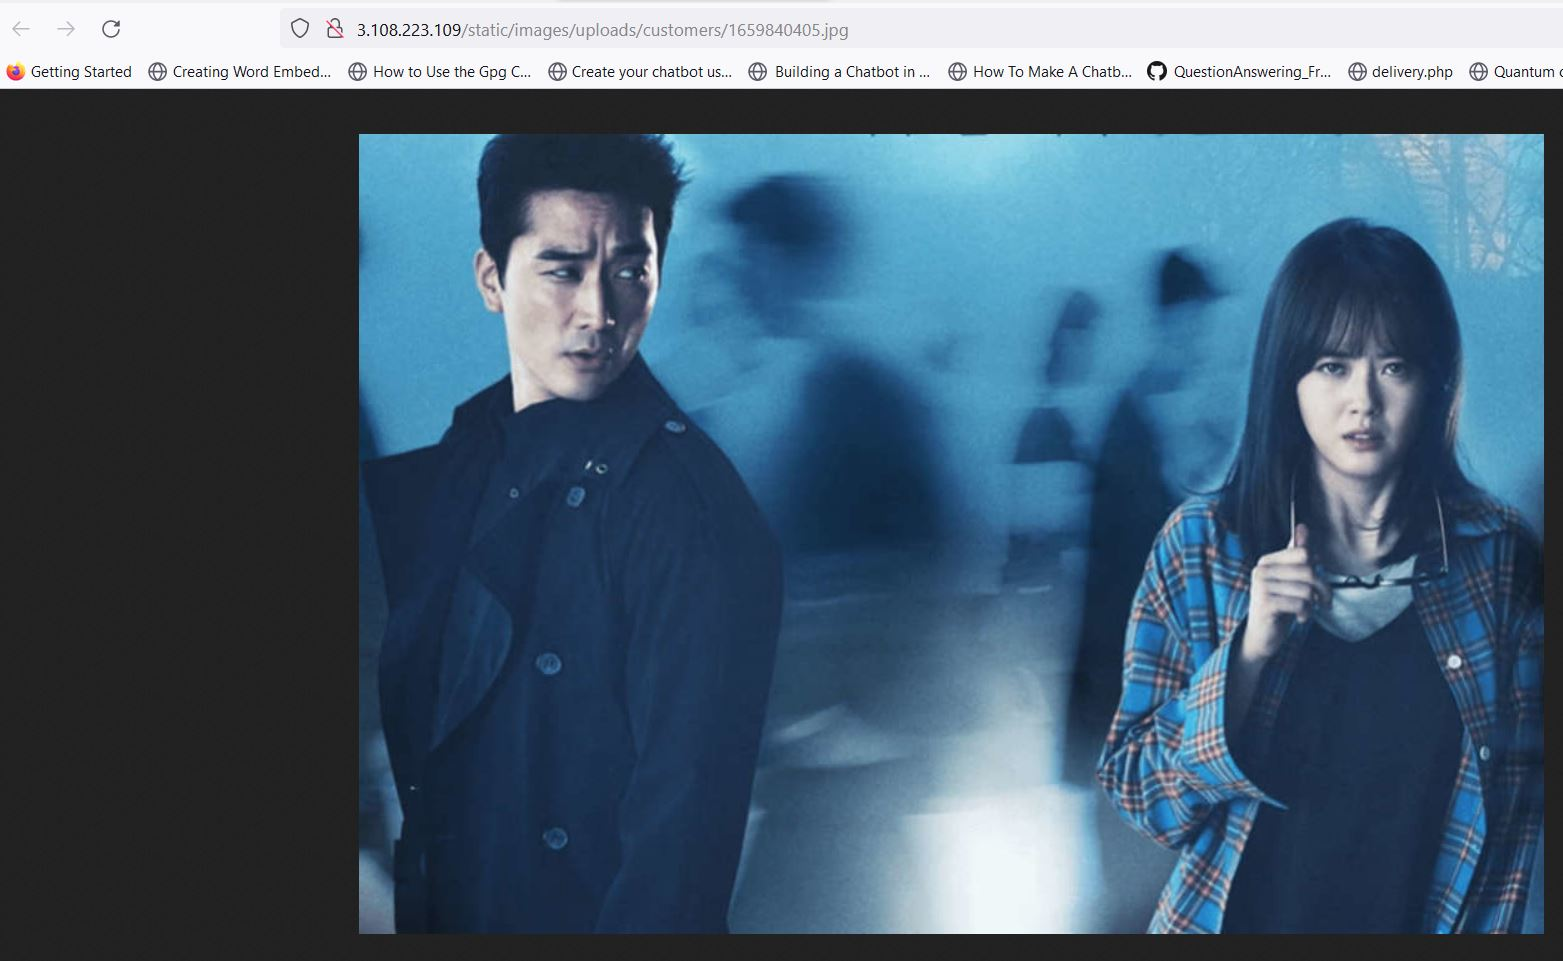 3.108.223.109/static/images/uploads/customers/1659840405.jpg
Getting Started Creating Word Embed... How to Use the Gpg C... Create your chatbot us... Building a Chatbot in ... How To Make A Chatb... QuestionAnswering_Fr... delivery.php Quantum